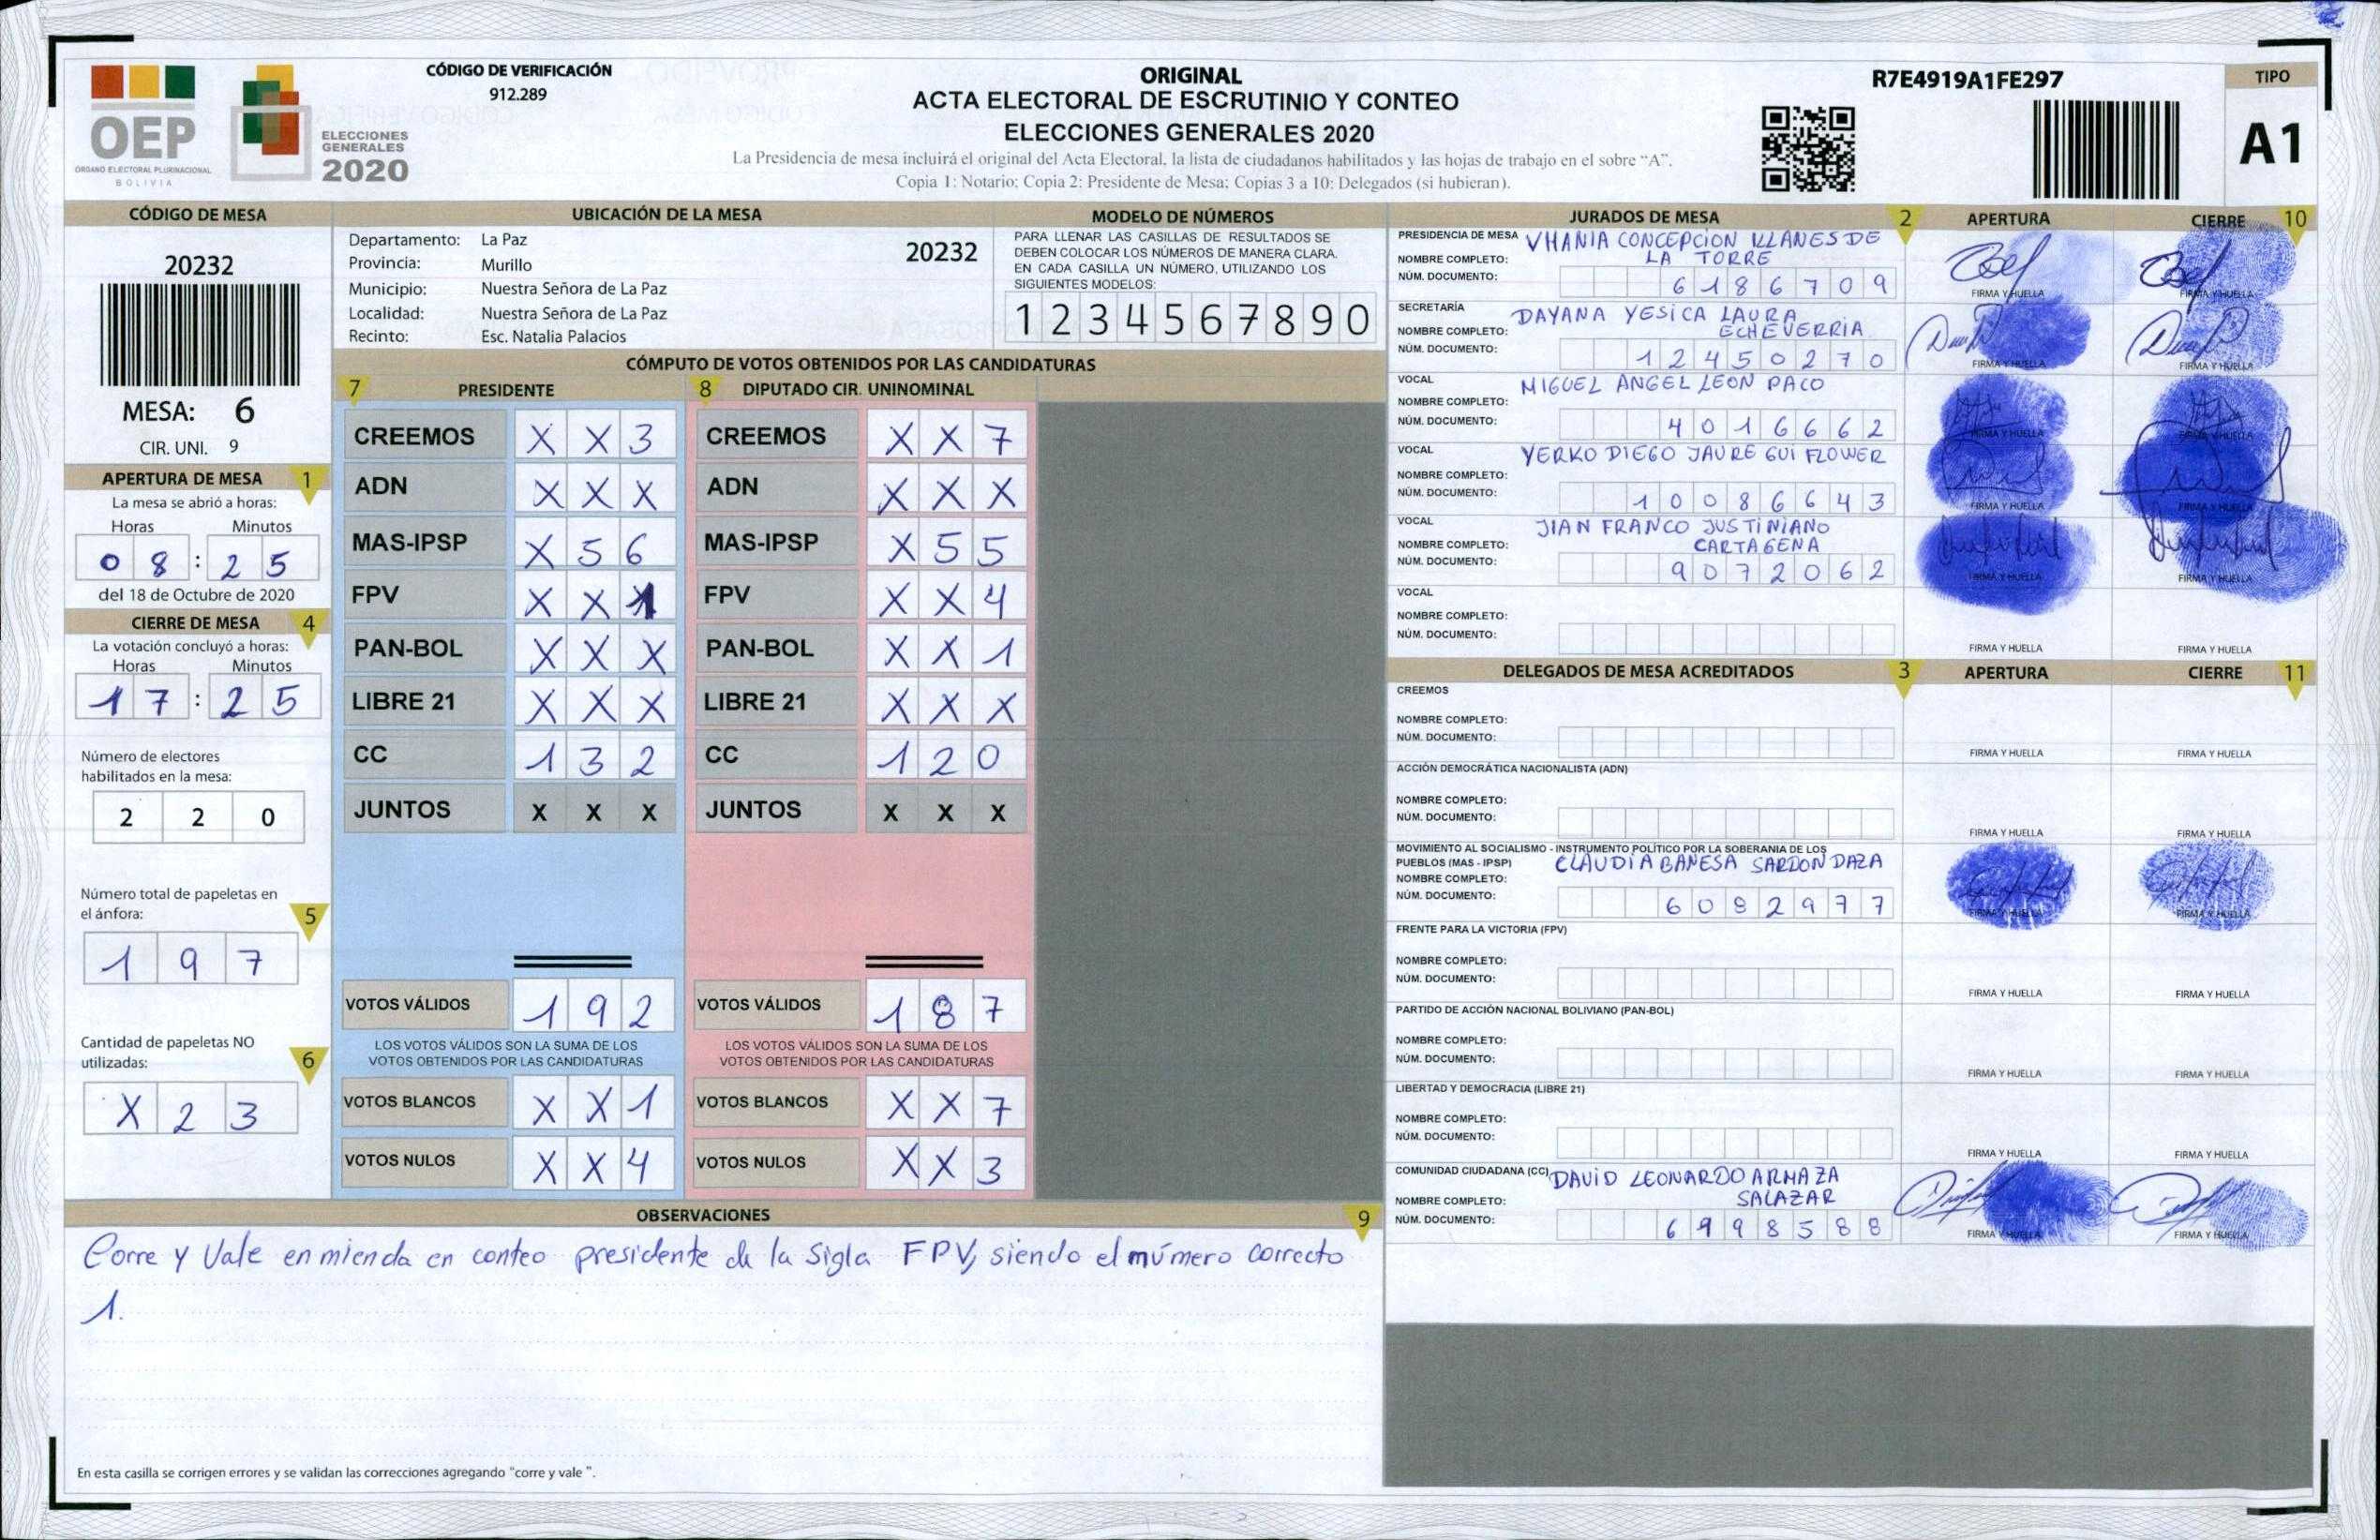 CÓDIGO DE VERIFICACIÓN
912.289
OEP
ORGANO ELECTORAL PLURINACIONAL
BOLIVIA
ELECCIONES
GENERALES
2020
ORIGINAL
ACTA ELECTORAL DE ESCRUTINIO Y CONTEO
ELECCIONES GENERALES 2020
La Presidencia de mesa incluirá el original del Acta Electoral, la lista de ciudadanos habilitados y las hojas de trabajo en el sobre “A”.
Copia 1: Notario; Copia 2: Presidente de Mesa; Copias 3 a 10: Delegados (si hubieran).
R7E4919A1FE297
TIPO
A1
CÓDIGO DE MESA
20232
MESA: 6
CIR. UNI. 9
APERTURA DE MESA 1
La mesa se abrió a horas:
Horas Minutos
0 8 : 2 5
del 18 de Octubre de 2020
CIERRE DE MESA 4
La votación concluyó a horas:
Horas Minutos
1 7 : 2 5
Número de electores
habilitados en la mesa:
2 2 0
Número total de papeletas en
el ánfora: 5
1 9 7
Cantidad de papeletas NO
utilizadas: 6
X 2 3
UBICACIÓN DE LA MESA
Departamento: La Paz 20232
Provincia: Murillo
Municipio: Nuestra Señora de La Paz
Localidad: Nuestra Señora de La Paz
Recinto: Esc. Natalia Palacios
MODELO DE NÚMEROS
PARA LLENAR LAS CASILLAS DE RESULTADOS SE
DEBEN COLOCAR LOS NÚMEROS DE MANERA CLARA.
EN CADA CASILLA UN NÚMERO, UTILIZANDO LOS
SIGUIENTES MODELOS:
1 2 3 4 5 6 7 8 9 0
CÓMPUTO DE VOTOS OBTENIDOS POR LAS CANDIDATURAS
7 PRESIDENTE 8 DIPUTADO CIR. UNINOMINAL
CREEMOS X X 3 CREEMOS X X 7
ADN X X X ADN X X X
MAS-IPSP X 5 6 MAS-IPSP X 5 5
FPV X X 1 FPV X X 4
PAN-BOL X X X PAN-BOL X X 1
LIBRE 21 X X X LIBRE 21 X X X
CC 1 3 2 CC 1 2 0
JUNTOS X X X JUNTOS X X X
VOTOS VÁLIDOS 1 9 2 VOTOS VÁLIDOS 1 8 7
LOS VOTOS VÁLIDOS SON LA SUMA DE LOS LOS VOTOS VÁLIDOS SON LA SUMA DE LOS
VOTOS OBTENIDOS POR LAS CANDIDATURAS VOTOS OBTENIDOS POR LAS CANDIDATURAS
VOTOS BLANCOS X X 1 VOTOS BLANCOS X X 7
VOTOS NULOS X X 4 VOTOS NULOS X X 3
OBSERVACIONES 9
Corre y Vale enmienda en conteo presidente de la Sigla FPV, siendo el número correcto
1.
En esta casilla se corrigen errores y se validan las correcciones agregando “corre y vale ”.
JURADOS DE MESA 2 APERTURA CIERRE 10
PRESIDENCIA DE MESA VHANIA CONCEPCION ILLANES DE
NOMBRE COMPLETO: LA TORRE
NÚM. DOCUMENTO: 6 1 8 6 7 0 9 FIRMA Y HUELLA FIRMA Y HUELLA
SECRETARÍA DAYANA YESICA LAURA
NOMBRE COMPLETO: ECHEVERRIA
NÚM. DOCUMENTO: 1 2 4 5 0 2 7 0 FIRMA Y HUELLA FIRMA Y HUELLA
VOCAL MIGUEL ANGEL LEON PACO
NOMBRE COMPLETO:
NÚM. DOCUMENTO: 4 0 1 6 6 6 2 FIRMA Y HUELLA FIRMA Y HUELLA
VOCAL YERKO DIEGO JAUREGUI FLOWER
NOMBRE COMPLETO:
NÚM. DOCUMENTO: 1 0 0 8 6 6 4 3 FIRMA Y HUELLA FIRMA Y HUELLA
VOCAL JIAN FRANCO JUSTINIANO
NOMBRE COMPLETO: CARTAGENA
NÚM. DOCUMENTO: 9 0 7 2 0 6 2 FIRMA Y HUELLA FIRMA Y HUELLA
VOCAL
NOMBRE COMPLETO:
NÚM. DOCUMENTO: FIRMA Y HUELLA FIRMA Y HUELLA
DELEGADOS DE MESA ACREDITADOS 3 APERTURA CIERRE 11
CREEMOS
NOMBRE COMPLETO:
NÚM. DOCUMENTO: FIRMA Y HUELLA FIRMA Y HUELLA
ACCIÓN DEMOCRÁTICA NACIONALISTA (ADN)
NOMBRE COMPLETO:
NÚM. DOCUMENTO: FIRMA Y HUELLA FIRMA Y HUELLA
MOVIMIENTO AL SOCIALISMO - INSTRUMENTO POLÍTICO POR LA SOBERANIA DE LOS
PUEBLOS (MAS - IPSP) CLAUDIA BANESA SARDON DAZA
NOMBRE COMPLETO:
NÚM. DOCUMENTO: 6 0 8 2 9 7 7 FIRMA Y HUELLA FIRMA Y HUELLA
FRENTE PARA LA VICTORIA (FPV)
NOMBRE COMPLETO:
NÚM. DOCUMENTO: FIRMA Y HUELLA FIRMA Y HUELLA
PARTIDO DE ACCIÓN NACIONAL BOLIVIANO (PAN-BOL)
NOMBRE COMPLETO:
NÚM. DOCUMENTO: FIRMA Y HUELLA FIRMA Y HUELLA
LIBERTAD Y DEMOCRACIA (LIBRE 21)
NOMBRE COMPLETO:
NÚM. DOCUMENTO: FIRMA Y HUELLA FIRMA Y HUELLA
COMUNIDAD CIUDADANA (CC) DAVID LEONARDO ARMAZA
NOMBRE COMPLETO: SALAZAR
NÚM. DOCUMENTO: 6 9 9 8 5 8 8 FIRMA Y HUELLA FIRMA Y HUELLA